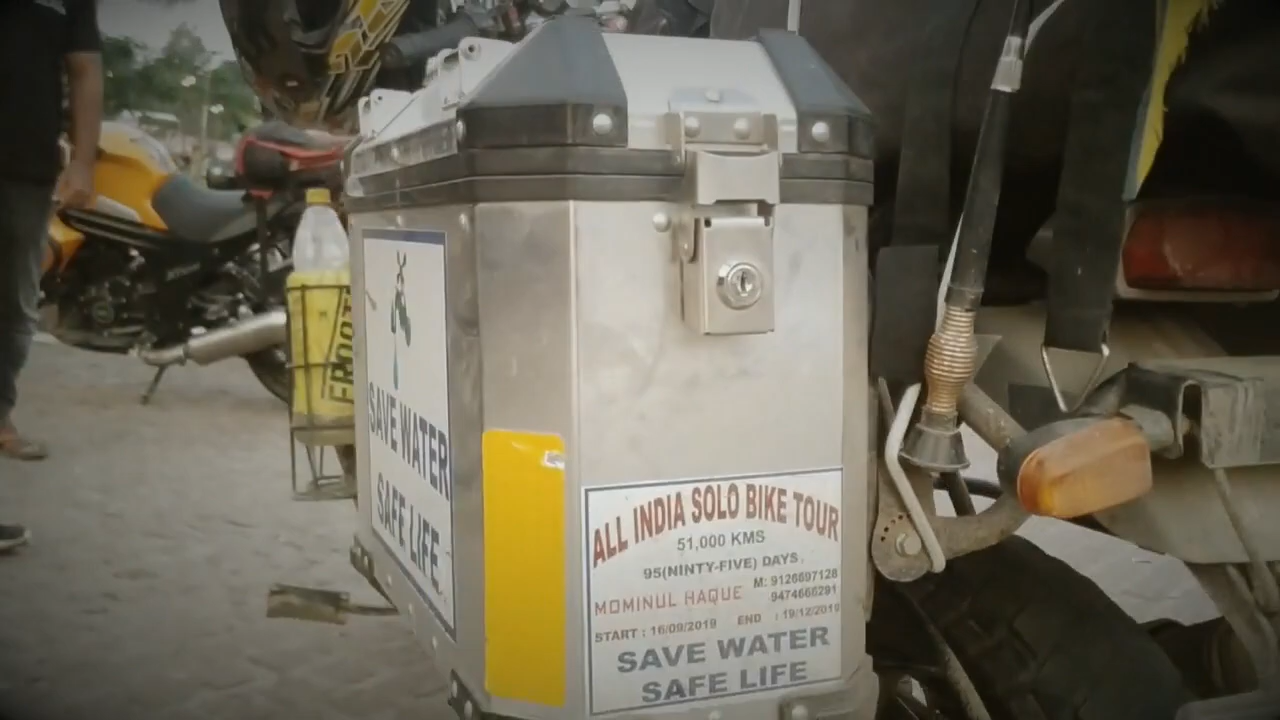 FROOTI
SAVE WATER
SAFE LIFE
ALL INDIA SOLO BIKE TOUR
51,000 KMS
95(NINTY-FIVE) DAYS,
MOMINUL HAQUE M: 9126697128
9474666291
START : 16/09/2019 END : 19/12/2019
SAVE WATER
SAFE LIFE